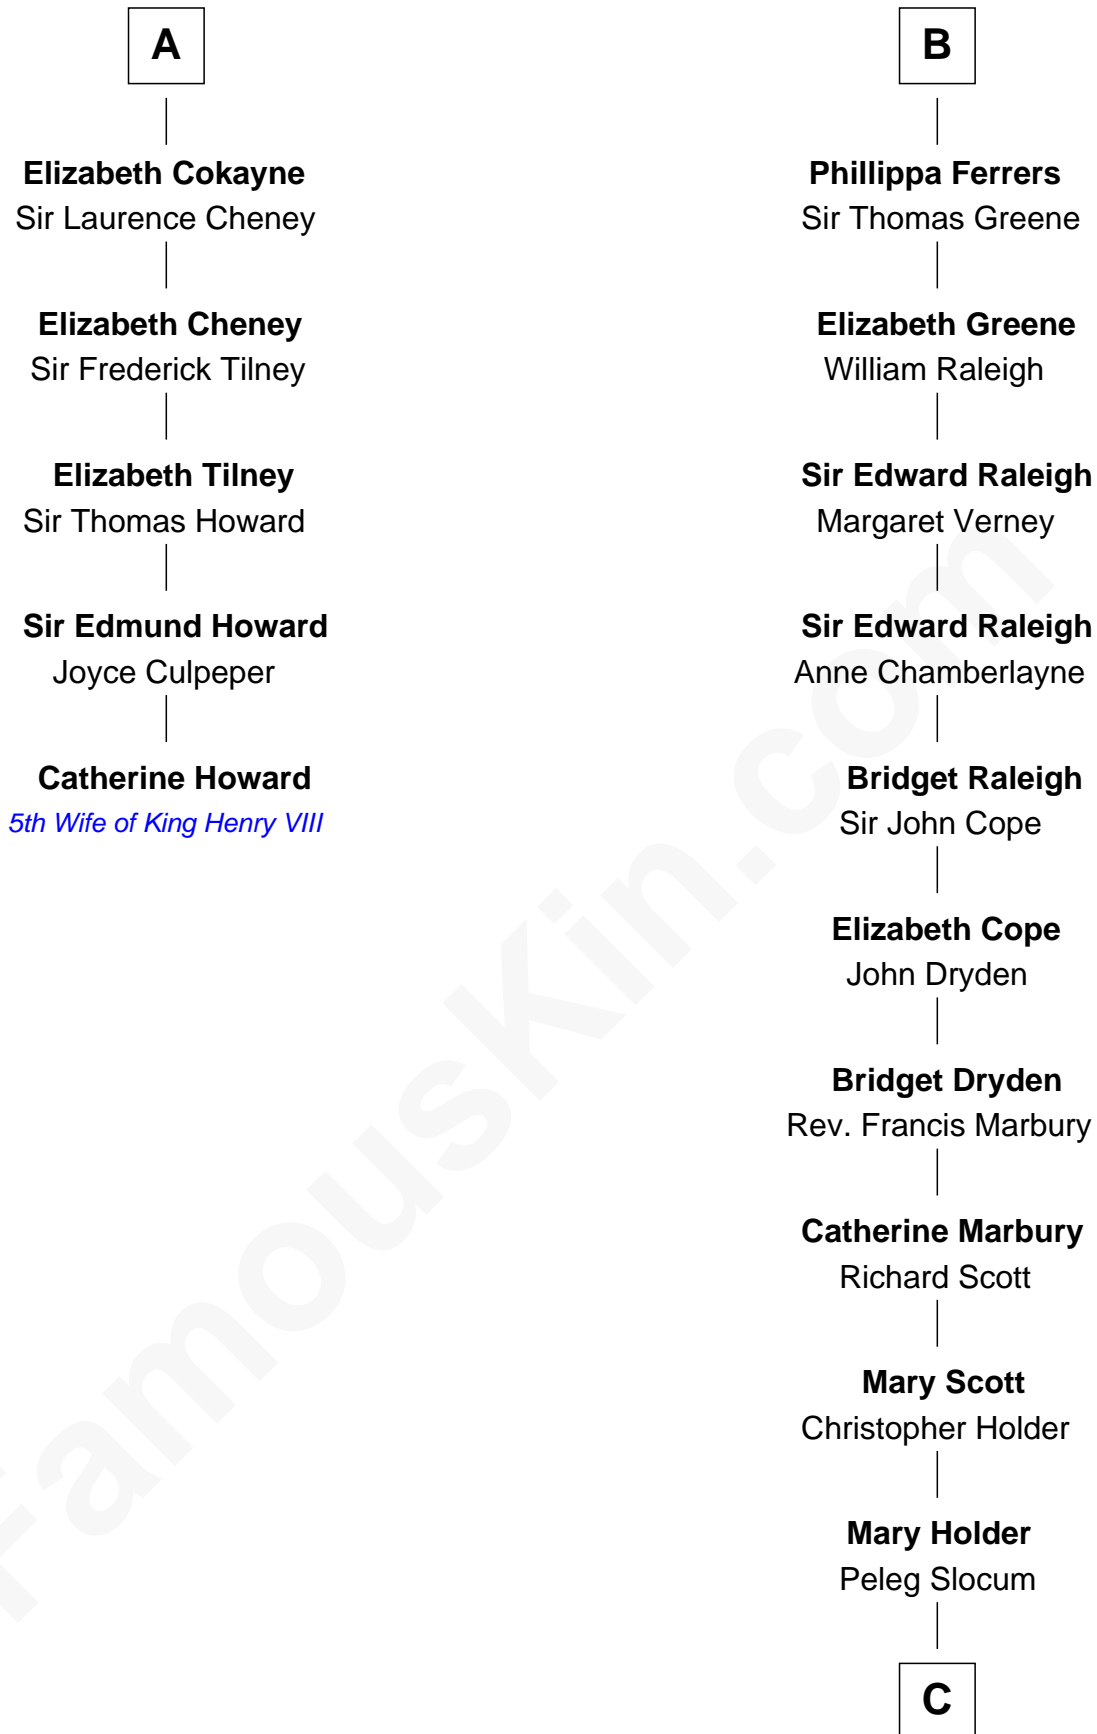 A
Elizabeth Cokayne
Sir Laurence Cheney
Elizabeth Cheney
Sir Frederick Tilney
Elizabeth Tilney
Sir Thomas Howard
Sir Edmund Howard
Joyce Culpeper
Catherine Howard
5th Wife of King Henry VIII
B
Phillippa Ferrers
Sir Thomas Greene
Elizabeth Greene
William Raleigh
Sir Edward Raleigh
Margaret Verney
Sir Edward Raleigh
Anne Chamberlayne
Bridget Raleigh
Sir John Cope
Elizabeth Cope
John Dryden
Bridget Dryden
Rev. Francis Marbury
Catherine Marbury
Richard Scott
Mary Scott
Christopher Holder
Mary Holder
Peleg Slocum
C
FamousKin.com